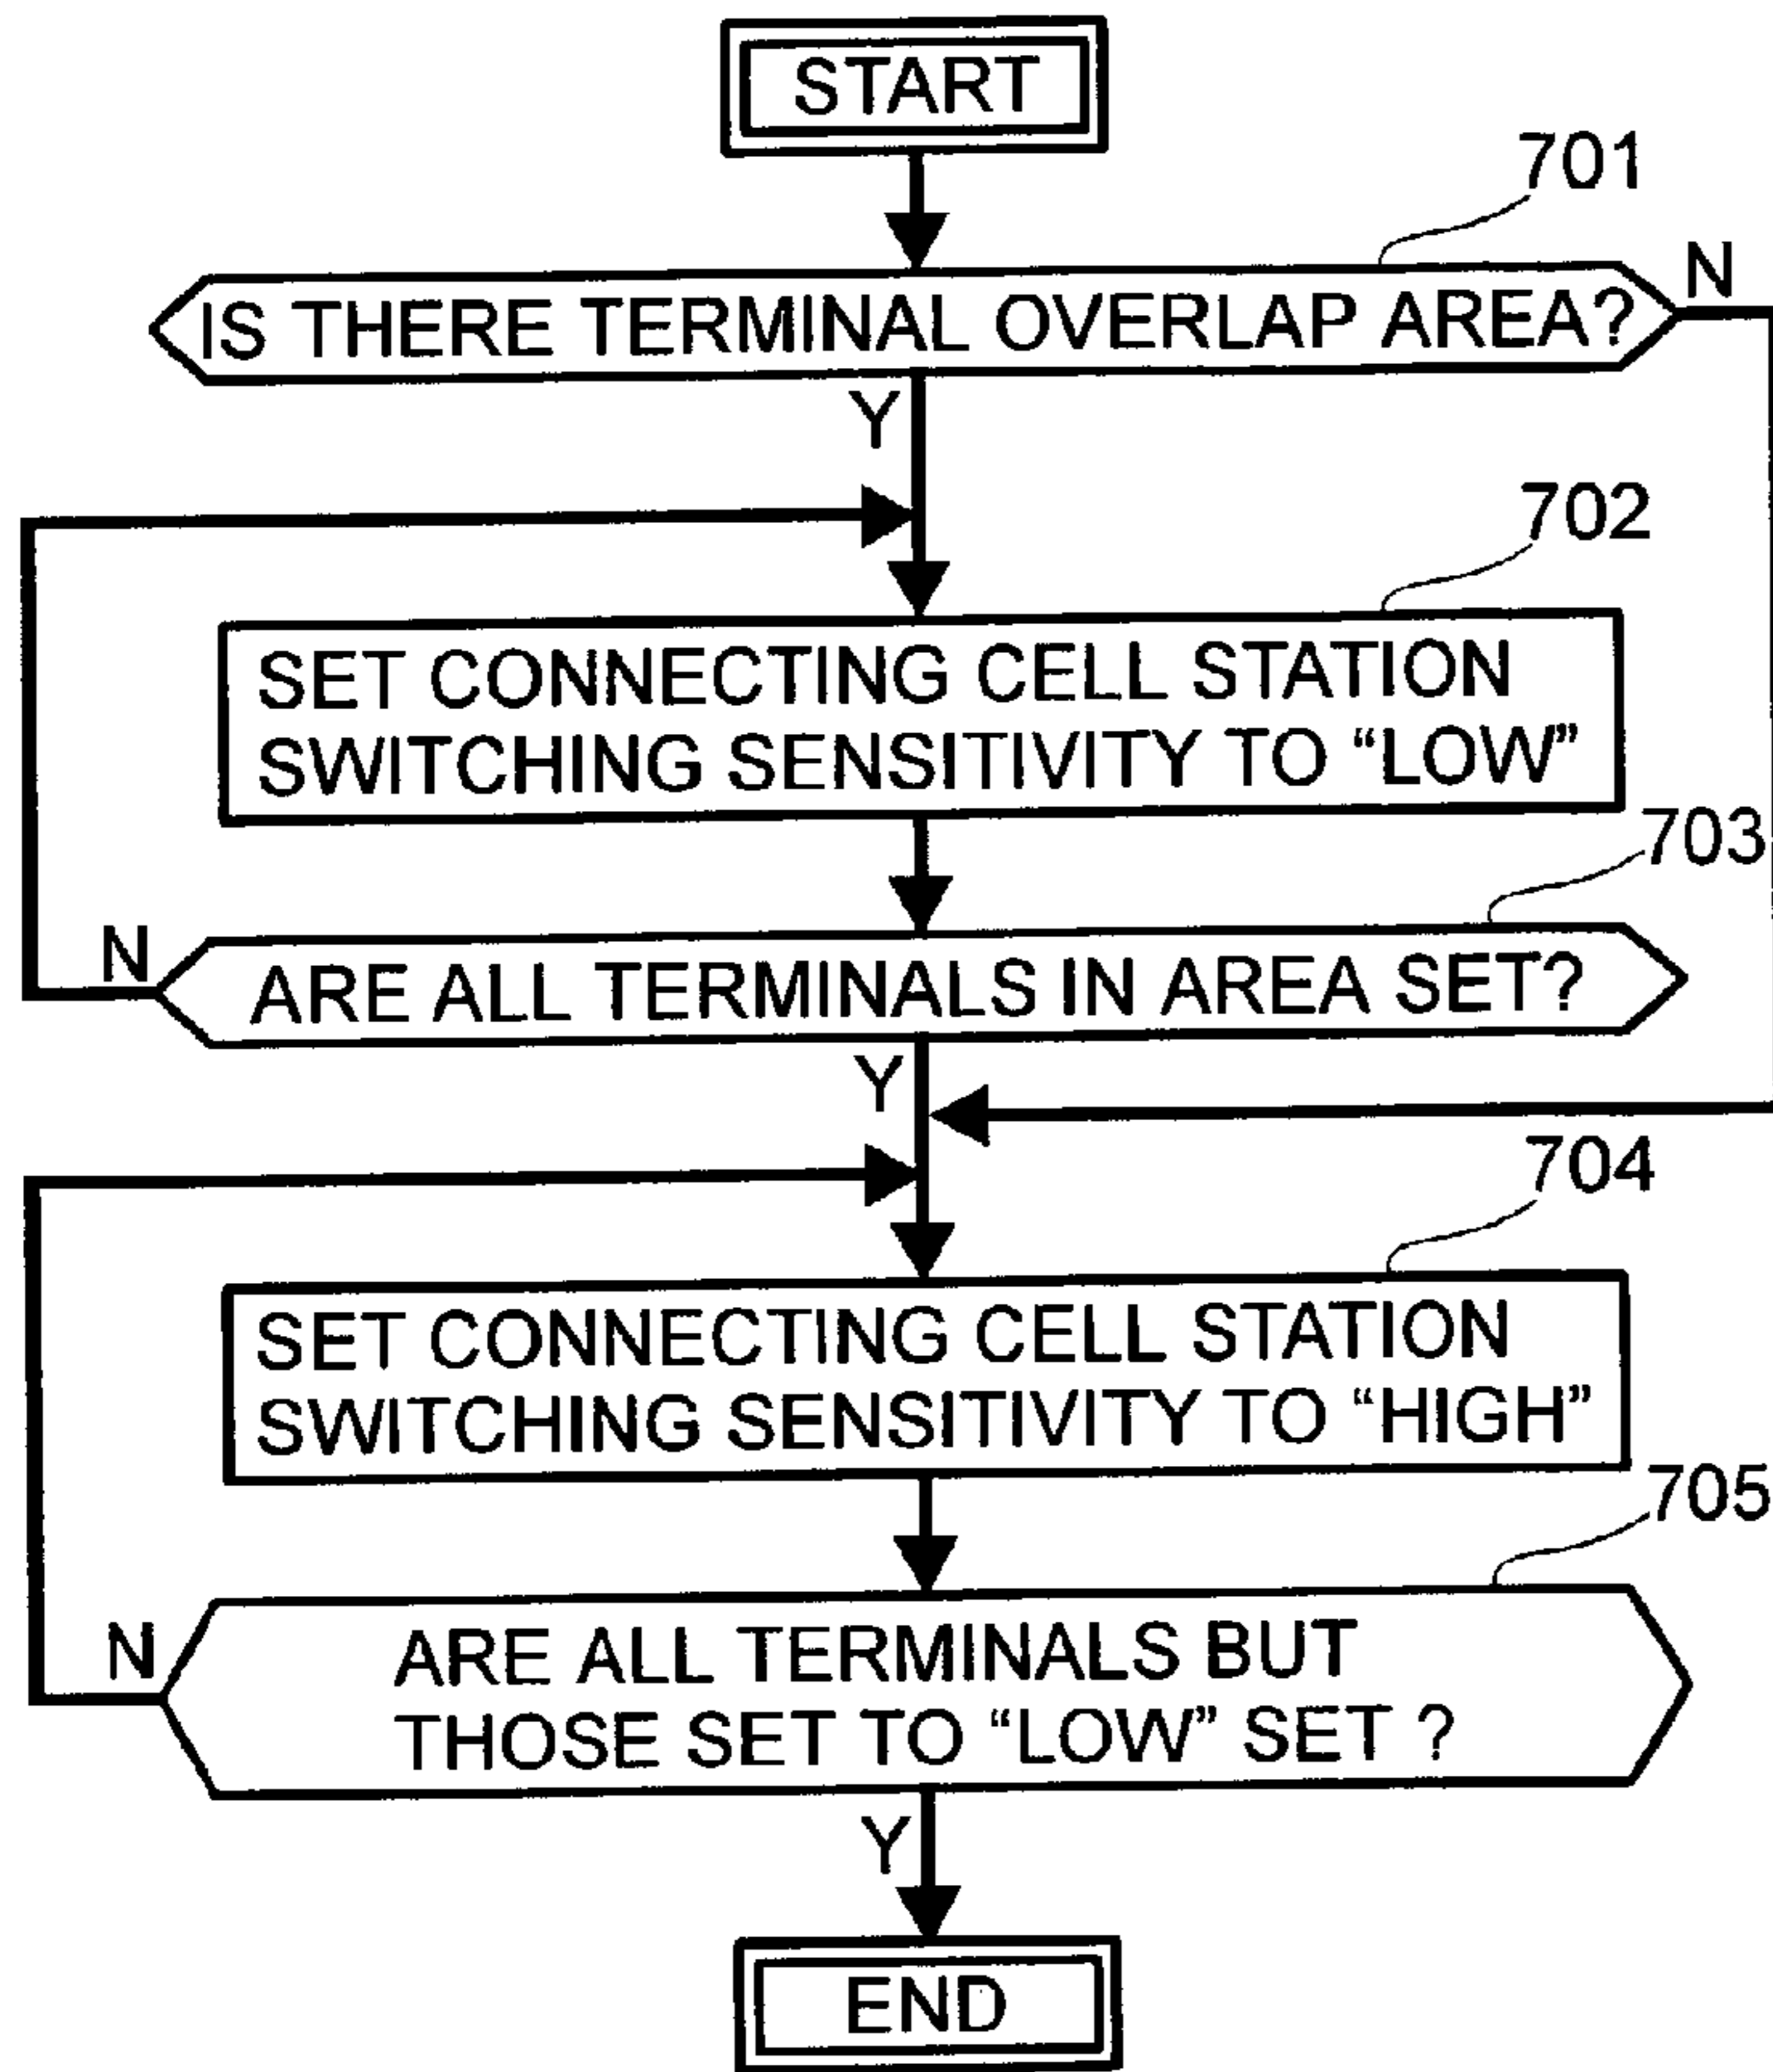 START
701
N
IS THERE TERMINAL OVERLAP AREA?
Y
702
SET CONNECTING CELL STATION
SWITCHING SENSITIVITY TO “LOW”
703
N
ARE ALL TERMINALS IN AREA SET?
Y
704
SET CONNECTING CELL STATION
SWITCHING SENSITIVITY TO “HIGH”
705
N
ARE ALL TERMINALS BUT
THOSE SET TO “LOW” SET ?
Y
END